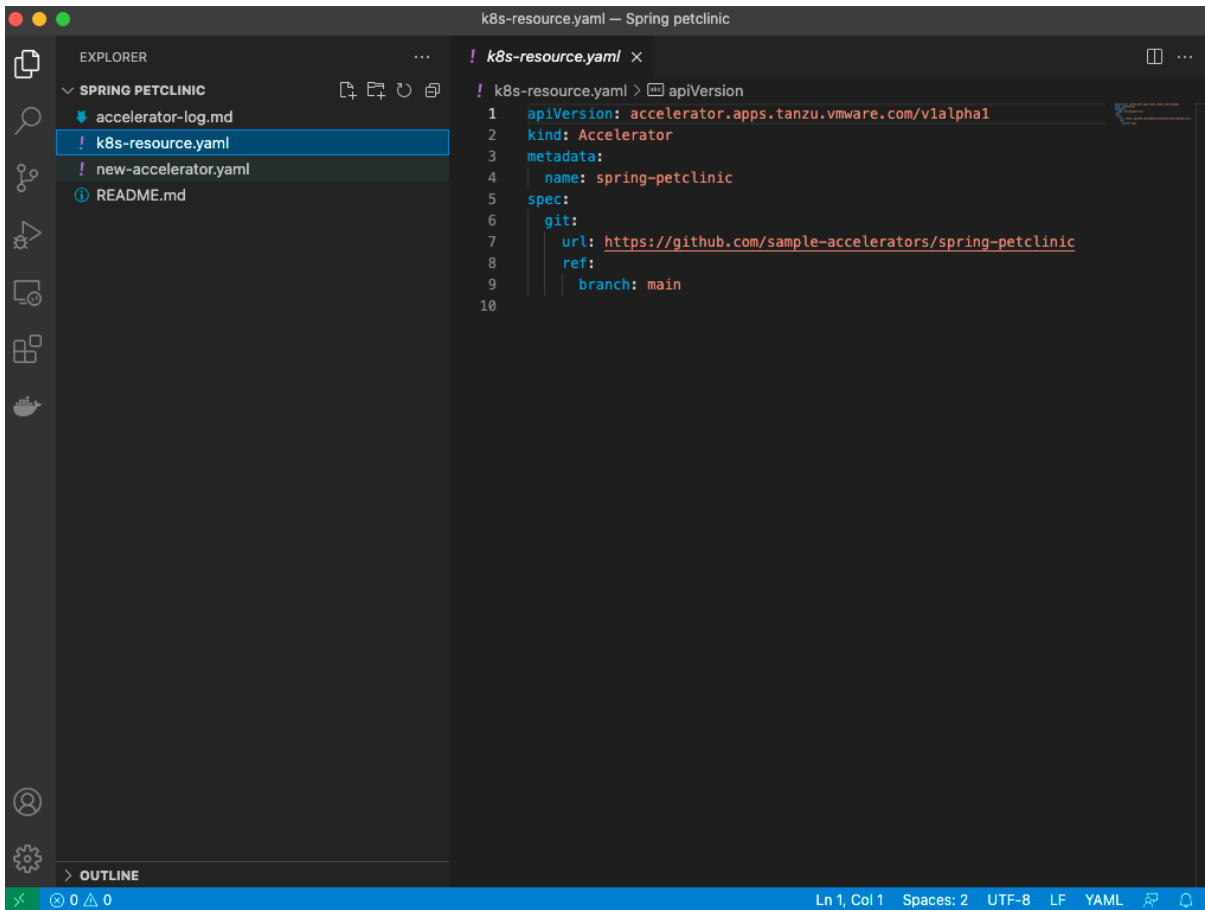 k8s-resource.yaml — Spring petclinic
EXPLORER
SPRING PETCLINIC
accelerator-log.md
k8s-resource.yaml
new-accelerator.yaml
README.md
OUTLINE
k8s-resource.yaml
k8s-resource.yaml > apiVersion
1 apiVersion: accelerator.apps.tanzu.vmware.com/v1alpha1
2 kind: Accelerator
3 metadata:
4   name: spring-petclinic
5 spec:
6   git:
7     url: https://github.com/sample-accelerators/spring-petclinic
8     ref:
9       branch: main
10
0 0 Ln 1, Col 1 Spaces: 2 UTF-8 LF YAML